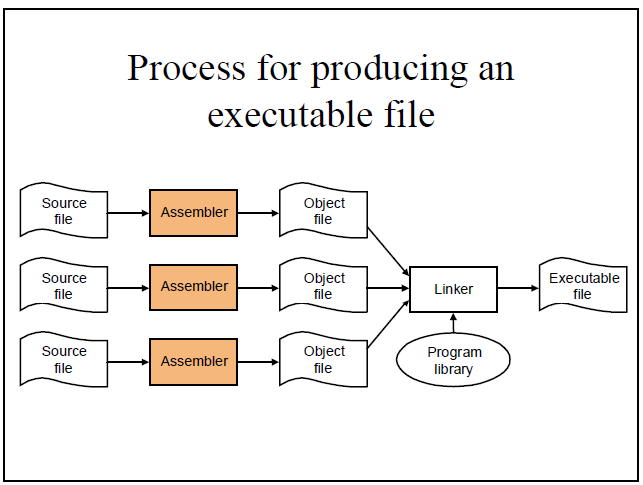 Process for producing an
executable file
Source
file
Assembler
Object
file
Source
file
Assembler
Object
file
Linker
Executable
file
Source
file
Assembler
Object
file
Program
library